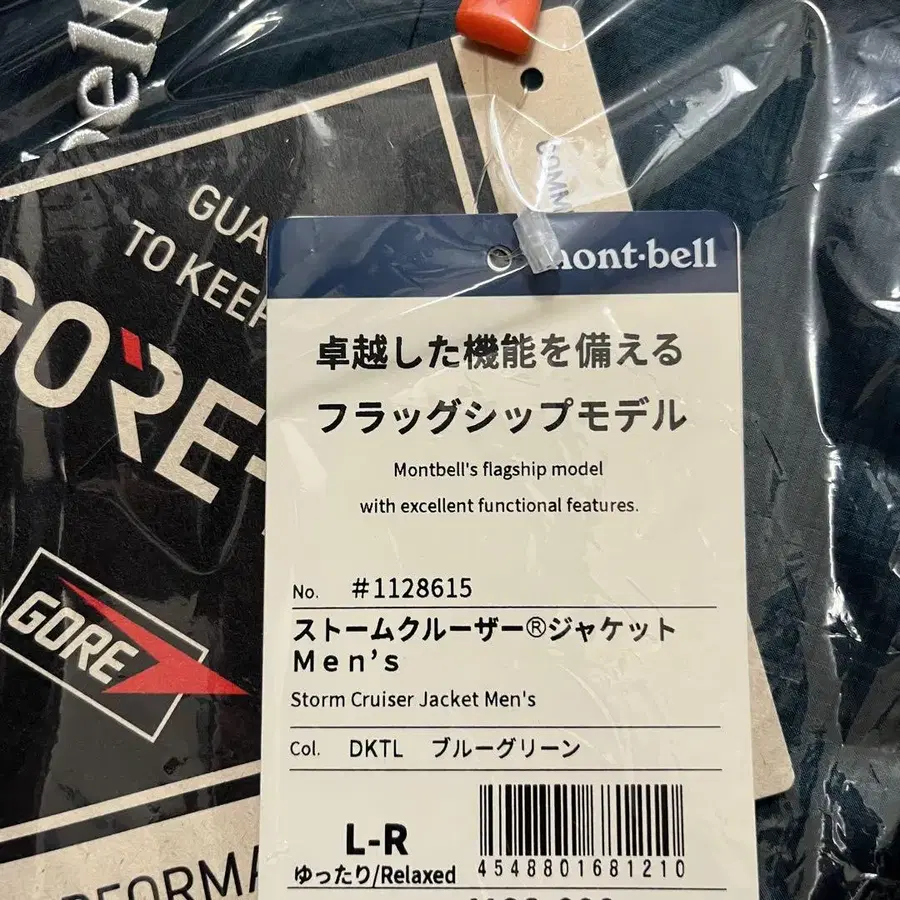 bell
GUA
TO KEEP
GORE-
GORE
PERFORMA
COMM
mont·bell
卓越した機能を備える
フラッグシップモデル
Montbell's flagship model
with excellent functional features.
No. #1128615
ストームクルーザー®ジャケット
Men's
Storm Cruiser Jacket Men's
Col. DKTL ブルーグリーン
L-R
ゆったり/Relaxed
4548801681210